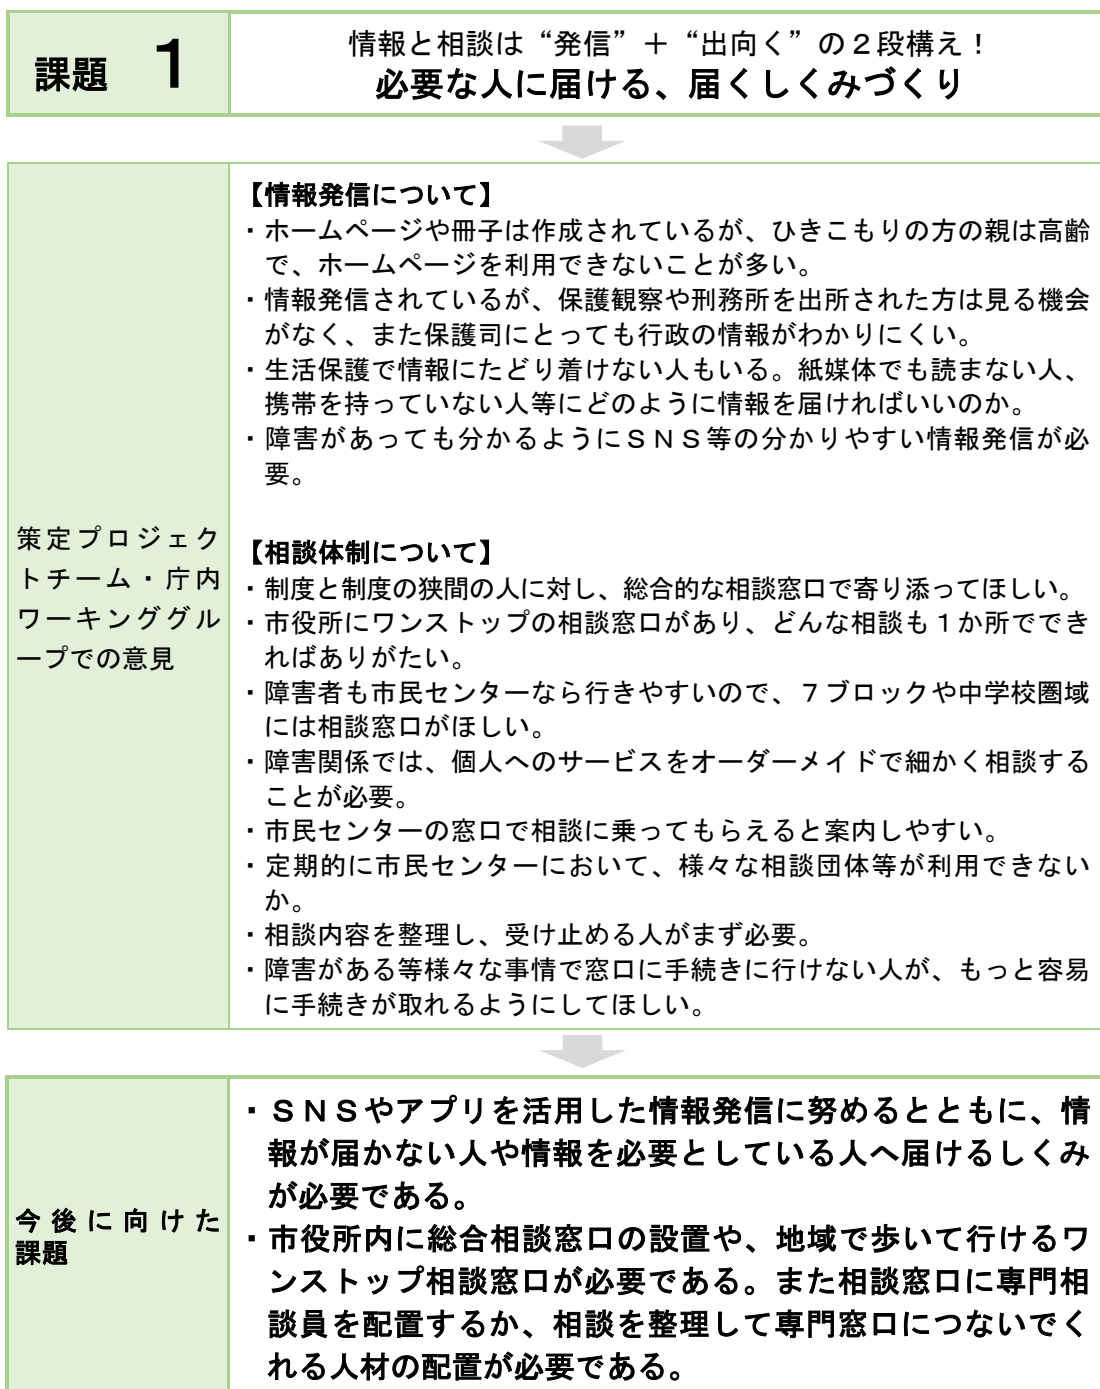 課題 1
情報と相談は“発信”＋“出向く”の２段構え！
必要な人に届ける、届くしくみづくり
策定プロジェク
トチーム・庁内
ワーキンググル
ープでの意見
【情報発信について】
・ホームページや冊子は作成されているが、ひきこもりの方の親は高齢
で、ホームページを利用できないことが多い。
・情報発信されているが、保護観察や刑務所を出所された方は見る機会
がなく、また保護司にとっても行政の情報がわかりにくい。
・生活保護で情報にたどり着けない人もいる。紙媒体でも読まない人、
携帯を持っていない人等にどのように情報を届ければいいのか。
・障害があっても分かるようにＳＮＳ等の分かりやすい情報発信が必
要。
【相談体制について】
・制度と制度の狭間の人に対し、総合的な相談窓口で寄り添ってほしい。
・市役所にワンストップの相談窓口があり、どんな相談も１か所ででき
ればありがたい。
・障害者も市民センターなら行きやすいので、７ブロックや中学校圏域
には相談窓口がほしい。
・障害関係では、個人へのサービスをオーダーメイドで細かく相談する
ことが必要。
・市民センターの窓口で相談に乗ってもらえると案内しやすい。
・定期的に市民センターにおいて、様々な相談団体等が利用できない
か。
・相談内容を整理し、受け止める人がまず必要。
・障害がある等様々な事情で窓口に手続きに行けない人が、もっと容易
に手続きが取れるようにしてほしい。
今後に向けた
課題
・ＳＮＳやアプリを活用した情報発信に努めるとともに、情
報が届かない人や情報を必要としている人へ届けるしくみ
が必要である。
・市役所内に総合相談窓口の設置や、地域で歩いて行けるワ
ンストップ相談窓口が必要である。また相談窓口に専門相
談員を配置するか、相談を整理して専門窓口につないでく
れる人材の配置が必要である。